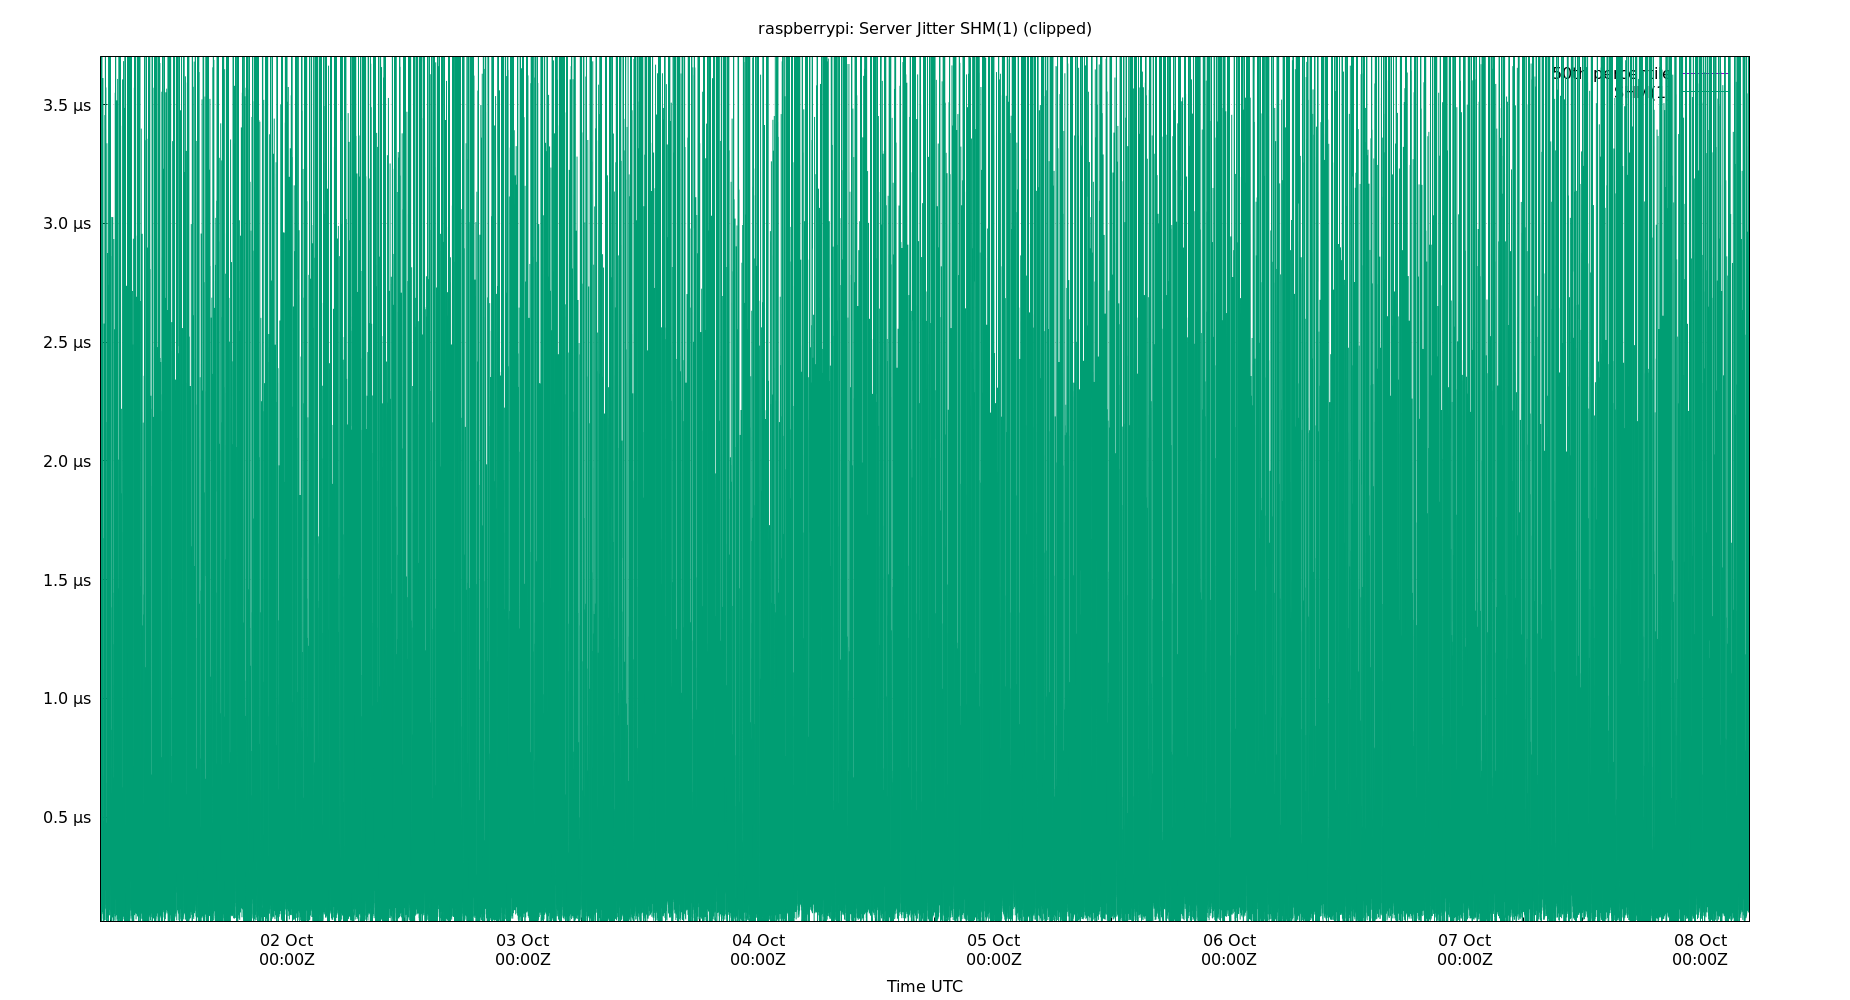 raspberrypi: Server Jitter SHM(1) (clipped)
50th percentile
SHM(1)
3.5 µs
3.0 µs
2.5 µs
2.0 µs
1.5 µs
1.0 µs
0.5 µs
02 Oct 03 Oct 04 Oct 05 Oct 06 Oct 07 Oct 08 Oct
00:00Z 00:00Z 00:00Z 00:00Z 00:00Z 00:00Z 00:00Z
Time UTC